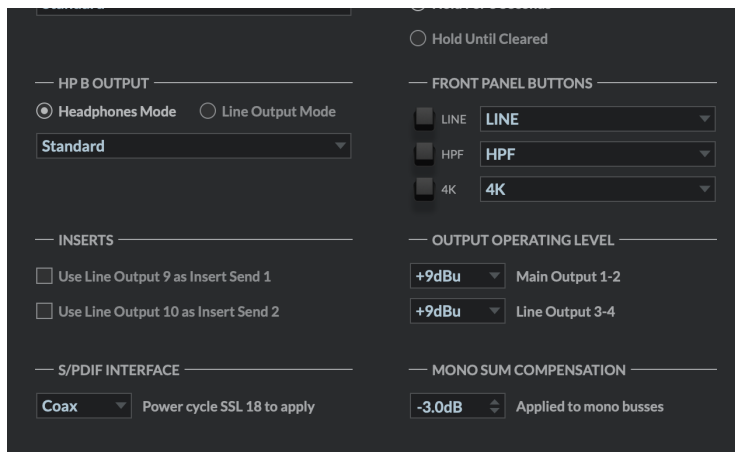 Standard
Hold Until Cleared
HP B OUTPUT
Headphones Mode
Line Output Mode
Standard
FRONT PANEL BUTTONS
LINE
LINE
HPF
HPF
4K
4K
INSERTS
Use Line Output 9 as Insert Send 1
Use Line Output 10 as Insert Send 2
OUTPUT OPERATING LEVEL
+9dBu
Main Output 1-2
+9dBu
Line Output 3-4
S/PDIF INTERFACE
Coax
Power cycle SSL 18 to apply
MONO SUM COMPENSATION
-3.0dB
Applied to mono busses